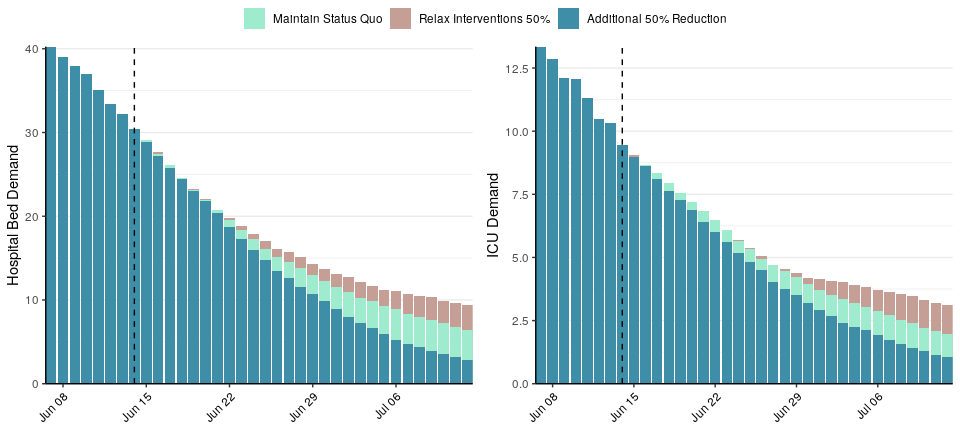 Maintain Status Quo Relax Interventions 50% Additional 50% Reduction
Hospital Bed Demand
40
30
20
10
0
Jun 08 Jun 15 Jun 22 Jun 29 Jul 06
ICU Demand
12.5
10.0
7.5
5.0
2.5
0.0
Jun 08 Jun 15 Jun 22 Jun 29 Jul 06